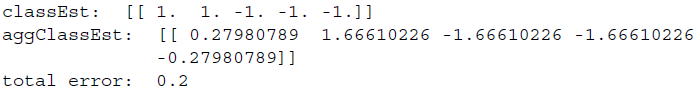 classEst:  [[ 1.  1. -1. -1. -1.]]
aggClassEst:  [[ 0.27980789  1.66610226 -1.66610226 -1.66610226
-0.27980789]]
total error:  0.2